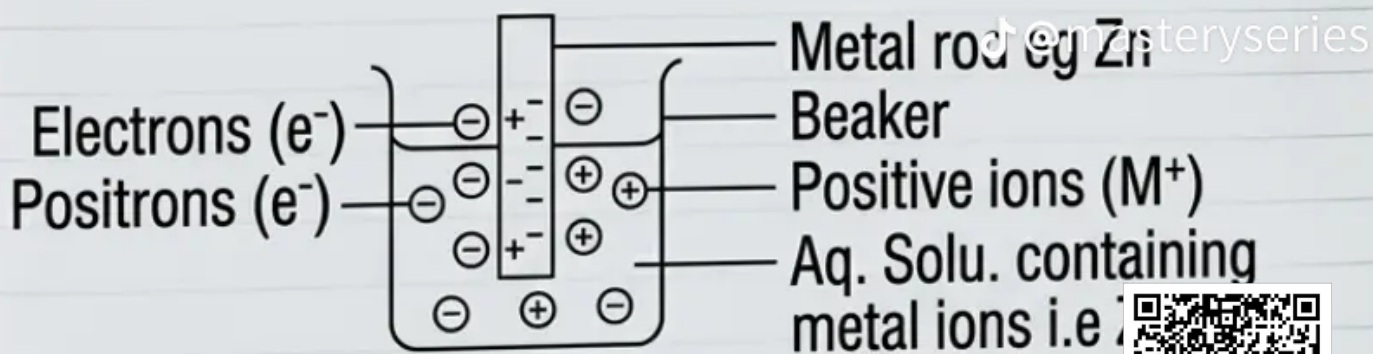 Metal rod eg Zn
@masteryseries
Electrons (e⁻)
Beaker
Positrons (e⁻)
Positive ions (M⁺)
Aq. Solu. containing
metal ions i.e